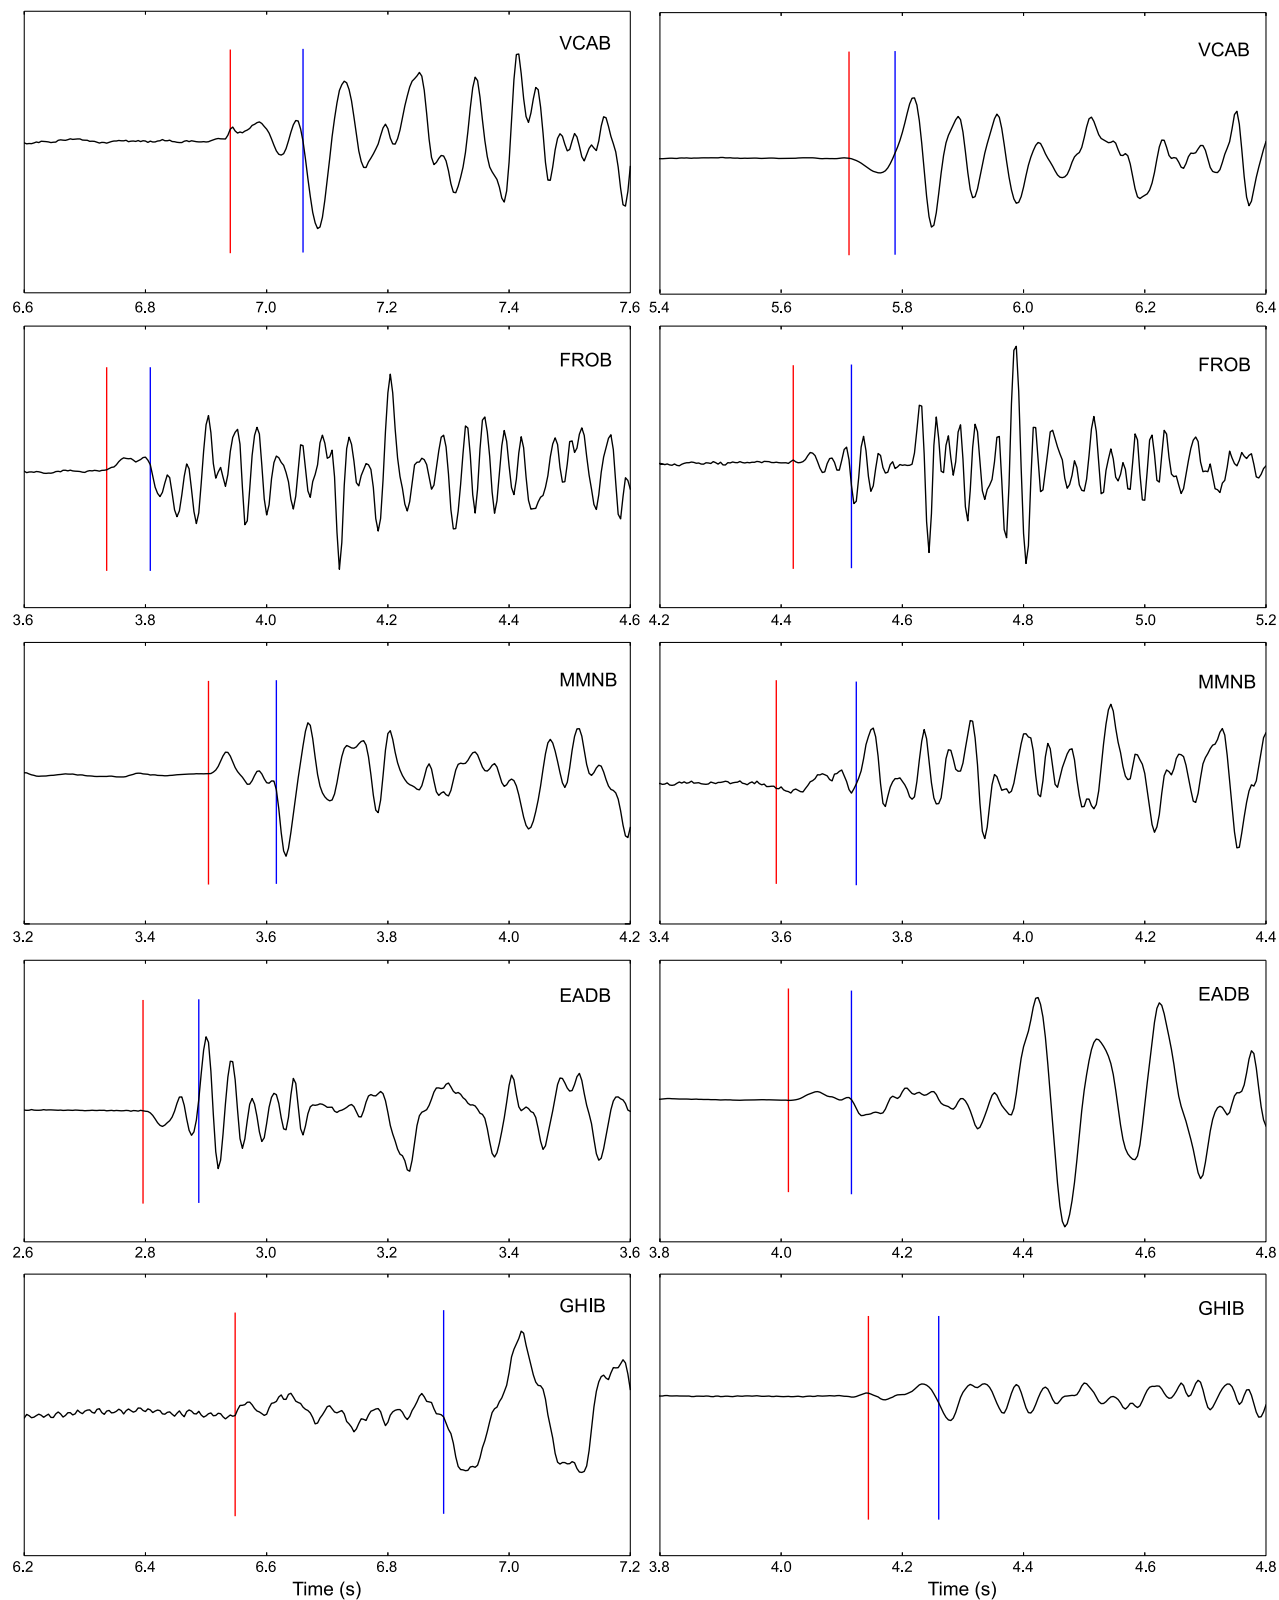 VCAB
VCAB
6.6 6.8 7.0 7.2 7.4 7.6
5.4 5.6 5.8 6.0 6.2 6.4
FROB
FROB
3.6 3.8 4.0 4.2 4.4 4.6
4.2 4.4 4.6 4.8 5.0 5.2
MMNB
MMNB
3.2 3.4 3.6 3.8 4.0 4.2
3.4 3.6 3.8 4.0 4.2 4.4
EADB
EADB
2.6 2.8 3.0 3.2 3.4 3.6
3.8 4.0 4.2 4.4 4.6 4.8
GHIB
GHIB
6.2 6.4 6.6 6.8 7.0 7.2
3.8 4.0 4.2 4.4 4.6 4.8
Time (s)
Time (s)